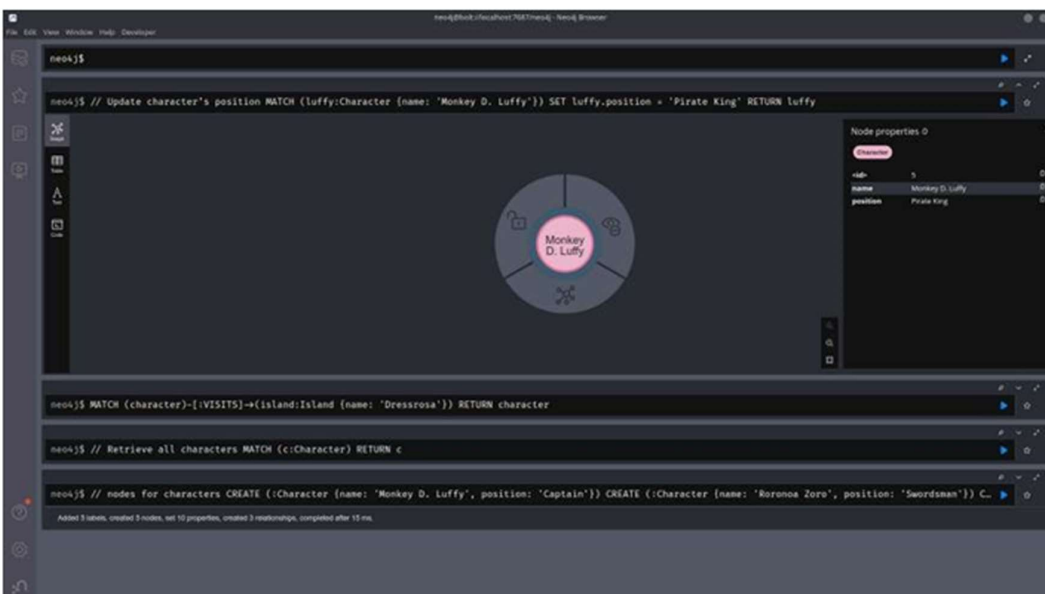 neo4j@bolt://localhost:7687/neo4j - Neo4j Browser
File Edit View Window Help Developer
neo4j$
neo4j$ // Update character's position MATCH (luffy:Character {name: 'Monkey D. Luffy'}) SET luffy.position = 'Pirate King' RETURN luffy
Graph
Table
Text
Code
Monkey
D. Luffy
Node properties
Character
<id> 5
name Monkey D. Luffy
position Pirate King
neo4j$ MATCH (character)-[:VISITS]→(island:Island {name: 'Dressrosa'}) RETURN character
neo4j$ // Retrieve all characters MATCH (c:Character) RETURN c
neo4j$ // nodes for characters CREATE (:Character {name: 'Monkey D. Luffy', position: 'Captain'}) CREATE (:Character {name: 'Roronoa Zoro', position: 'Swordsman'}) C…
Added 5 labels, created 5 nodes, set 10 properties, created 3 relationships, completed after 15 ms.